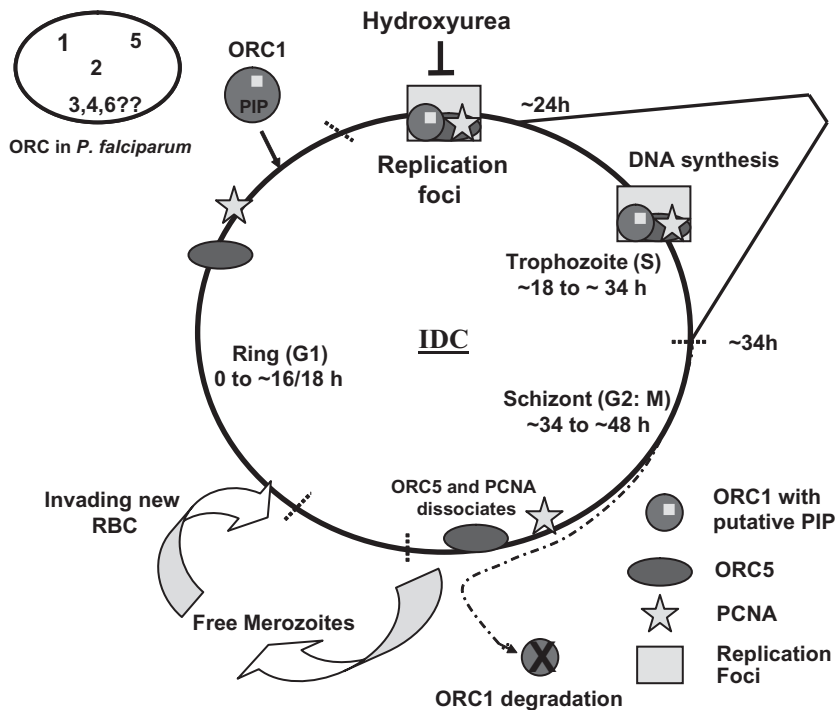 Hydroxyurea
1
5
2
3,4,6??
ORC in P. falciparum
ORC1
PIP
~24h
Replication
foci
DNA synthesis
Trophozoite (S)
~18 to ~ 34 h
IDC
~34h
Ring (G1)
0 to ~16/18 h
Schizont (G2: M)
~34 to ~48 h
ORC5 and PCNA
dissociates
Invading new
RBC
Free Merozoites
X
ORC1 degradation
ORC1 with
putative PIP
ORC5
PCNA
Replication
Foci